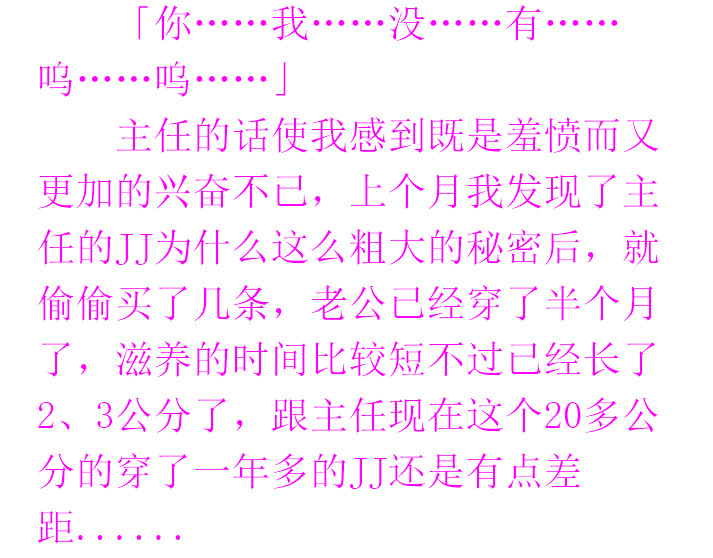 「你……我……没……有……
呜……呜……」
主任的话使我感到既是羞愤而又
更加的兴奋不已，上个月我发现了主
任的JJ为什么这么粗大的秘密后，就
偷偷买了几条，老公已经穿了半个月
了，滋养的时间比较短不过已经长了
2、3公分了，跟主任现在这个20多公
分的穿了一年多的JJ还是有点差
距......